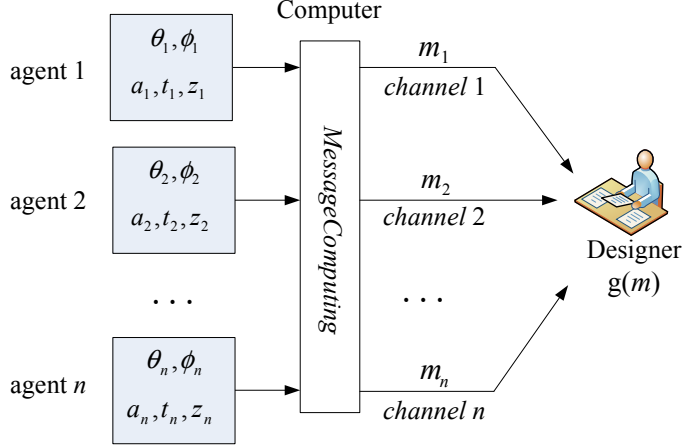 Computer
agent 1
θ₁,ϕ₁
a₁,t₁,z₁
m₁
channel 1
agent 2
θ₂,ϕ₂
a₂,t₂,z₂
MessageComputing
m₂
channel 2
Designer
g(m)
. . .
. . .
agent n
θₙ,ϕₙ
aₙ,tₙ,zₙ
mₙ
channel n